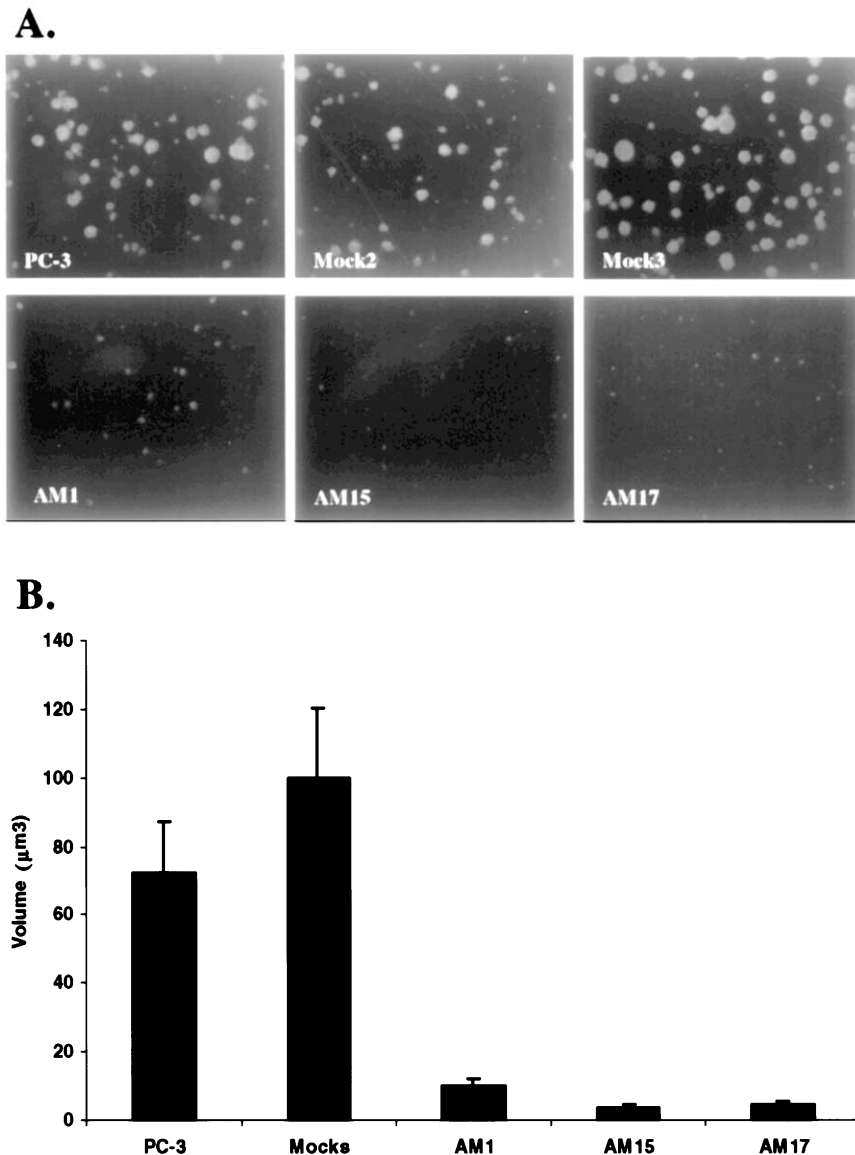 A.
PC-3
Mock2
Mock3
AM1
AM15
AM17
B.
140
120
100
80
60
40
20
0
Volume (μm3)
PC-3
Mocks
AM1
AM15
AM17